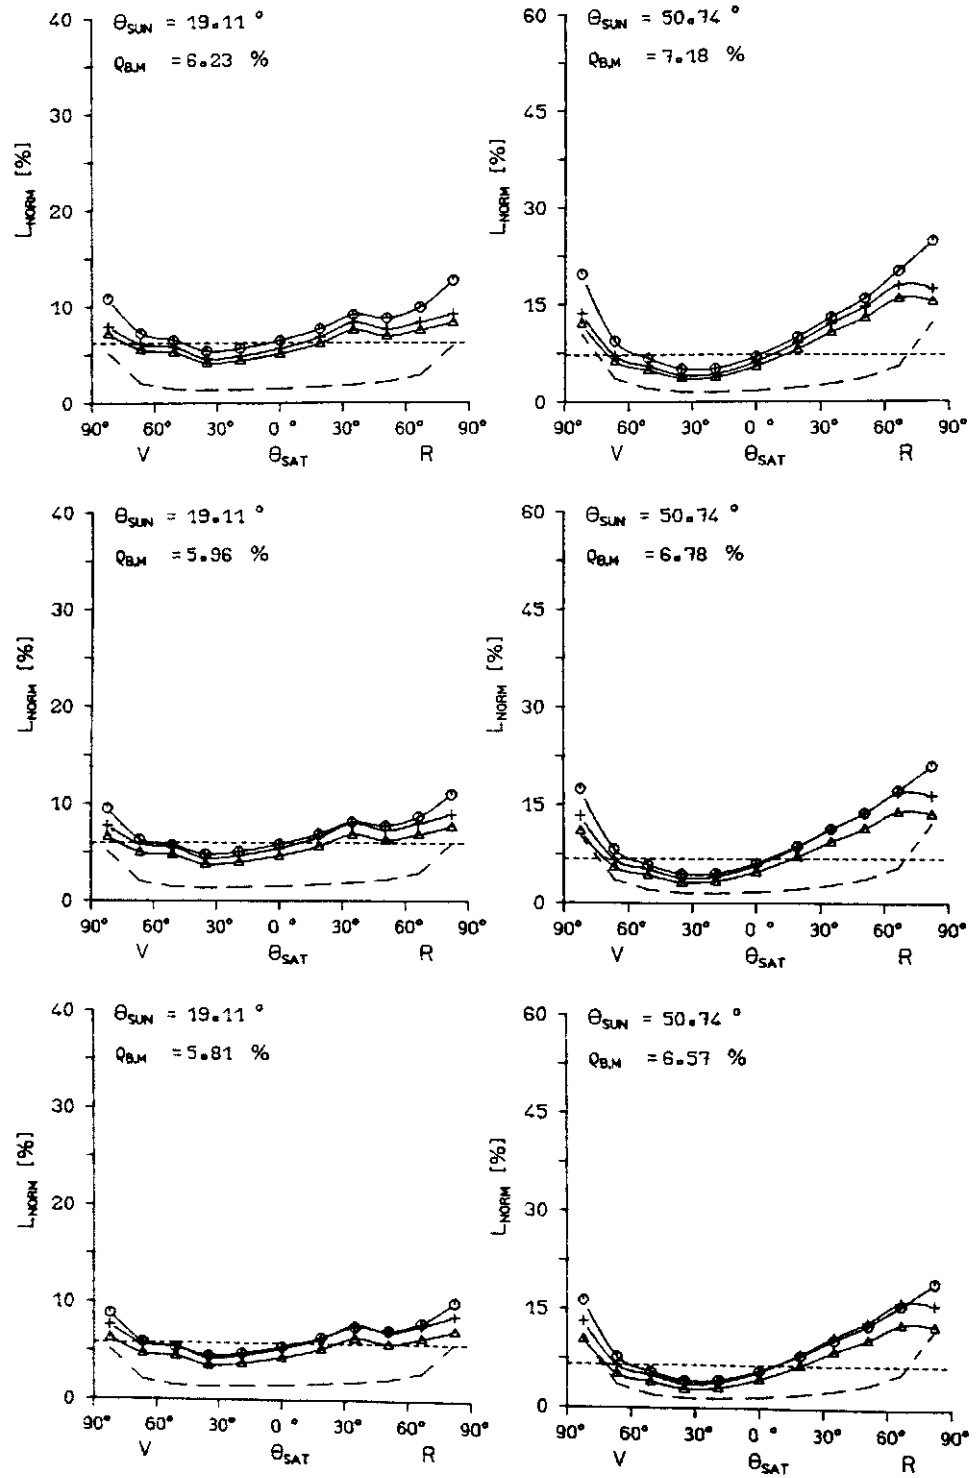 ΘSUN = 19.11 °
QB,M = 6.23 %
40
30
20
10
0
LNORM [%]
90° 60° 30° 0° 30° 60° 90°
V ΘSAT R
ΘSUN = 50.74 °
QB,M = 7.18 %
60
45
30
15
0
LNORM [%]
90° 60° 30° 0° 30° 60° 90°
V ΘSAT R
ΘSUN = 19.11 °
QB,M = 5.96 %
40
30
20
10
0
LNORM [%]
90° 60° 30° 0° 30° 60° 90°
V ΘSAT R
ΘSUN = 50.74 °
QB,M = 6.78 %
60
45
30
15
0
LNORM [%]
90° 60° 30° 0° 30° 60° 90°
V ΘSAT R
ΘSUN = 19.11 °
QB,M = 5.81 %
40
30
20
10
0
LNORM [%]
90° 60° 30° 0° 30° 60° 90°
V ΘSAT R
ΘSUN = 50.74 °
QB,M = 6.57 %
60
45
30
15
0
LNORM [%]
90° 60° 30° 0° 30° 60° 90°
V ΘSAT R